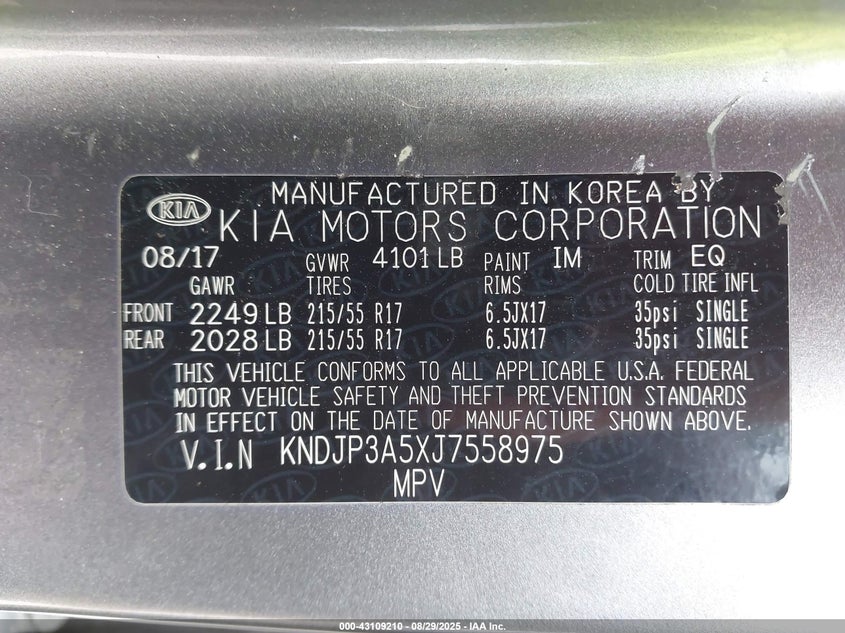 MANUFACTURED IN KOREA BY
KIA KIA MOTORS CORPORATION
08/17 GVWR 4101 LB PAINT IM TRIM EQ
GAWR TIRES RIMS COLD TIRE INFL
FRONT 2249 LB 215/55 R17 6.5JX17 35psi SINGLE
REAR 2028 LB 215/55 R17 6.5JX17 35psi SINGLE
THIS VEHICLE CONFORMS TO ALL APPLICABLE U.S.A. FEDERAL
MOTOR VEHICLE SAFETY AND THEFT PREVENTION STANDARDS
IN EFFECT ON THE DATE OF MANUFACTURE SHOWN ABOVE.
V.I.N KNDJP3A5XJ7558975
MPV
000-43109210 - 08/29/2025 - IAA Inc.